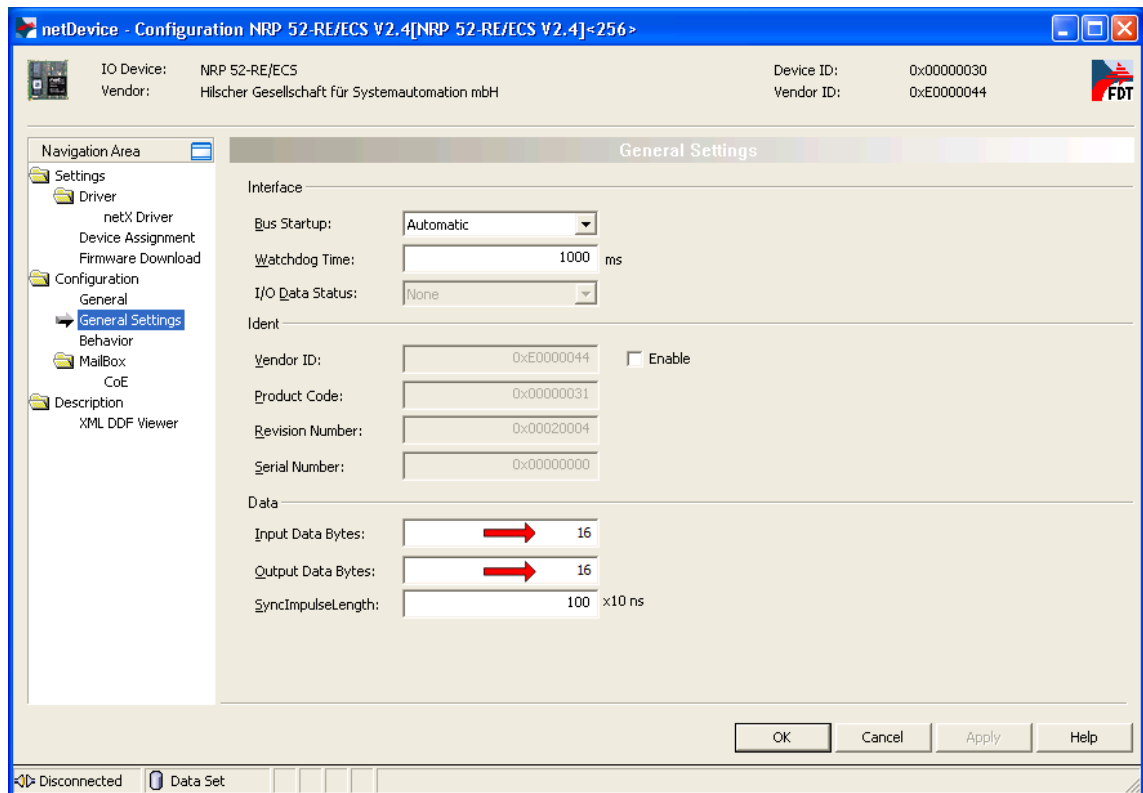 netDevice - Configuration NRP 52-RE/ECS V2.4[NRP 52-RE/ECS V2.4]<256>
IO Device: NRP 52-RE/ECS Device ID: 0x00000030
Vendor: Hilscher Gesellschaft für Systemautomation mbH Vendor ID: 0xE0000044
FDT
Navigation Area
Settings
Driver
netX Driver
Device Assignment
Firmware Download
Configuration
General
General Settings
Behavior
MailBox
CoE
Description
XML DDF Viewer
General Settings
Interface
Bus Startup: Automatic
Watchdog Time: 1000 ms
I/O Data Status: None
Ident
Vendor ID: 0xE0000044 Enable
Product Code: 0x00000031
Revision Number: 0x00020004
Serial Number: 0x00000000
Data
Input Data Bytes: 16
Output Data Bytes: 16
SyncImpulseLength: 100 x10 ns
OK Cancel Apply Help
Disconnected Data Set